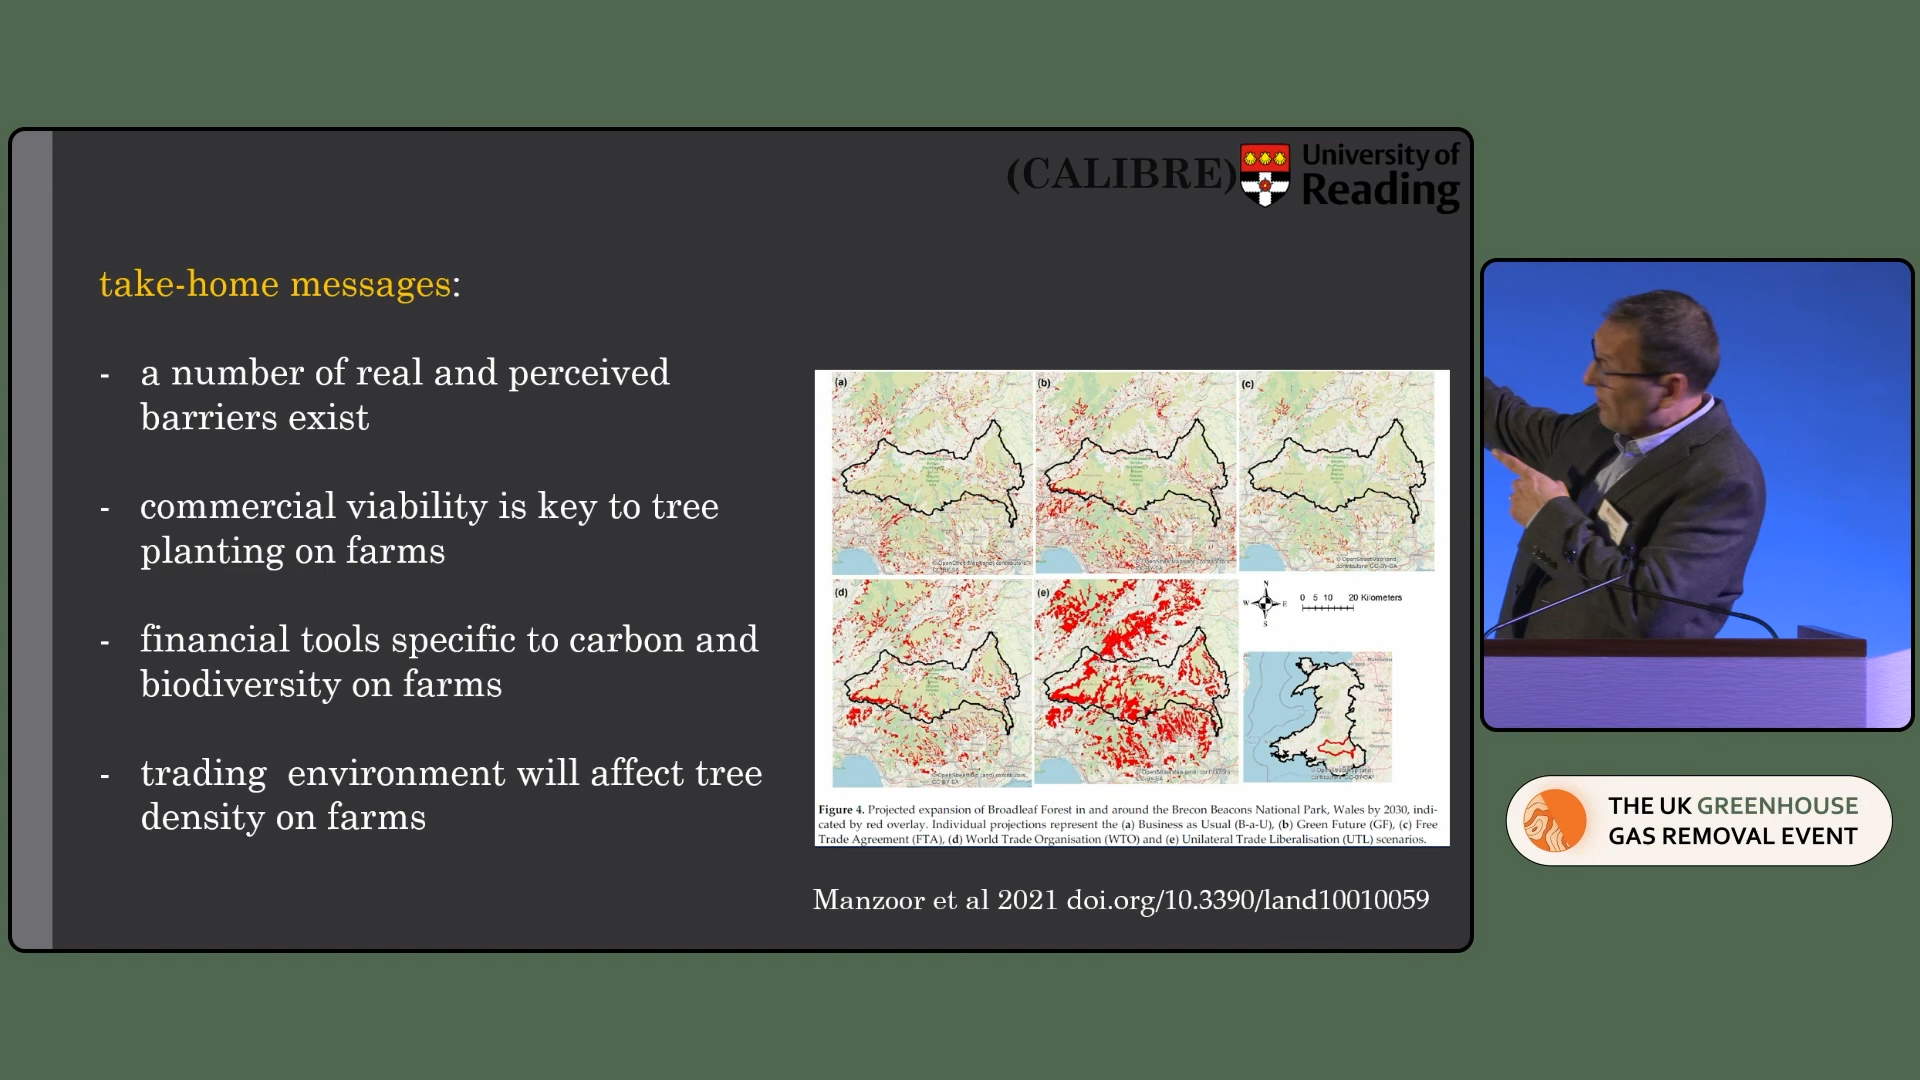 (CALIBRE)
University of
Reading
take-home messages:
- a number of real and perceived
barriers exist
- commercial viability is key to tree
planting on farms
- financial tools specific to carbon and
biodiversity on farms
- trading environment will affect tree
density on farms
(a)
(b)
(c)
(d)
(e)
N
W E
S
0 5 10 20 Kilometers
Figure 4. Projected expansion of Broadleaf Forest in and around the Brecon Beacons National Park, Wales by 2030, indi-
cated by red overlay. Individual projections represent the (a) Business as Usual (B-a-U), (b) Green Future (GF), (c) Free
Trade Agreement (FTA), (d) World Trade Organisation (WTO) and (e) Unilateral Trade Liberalisation (UTL) scenarios.
Manzoor et al 2021 doi.org/10.3390/land10010059
THE UK GREENHOUSE
GAS REMOVAL EVENT